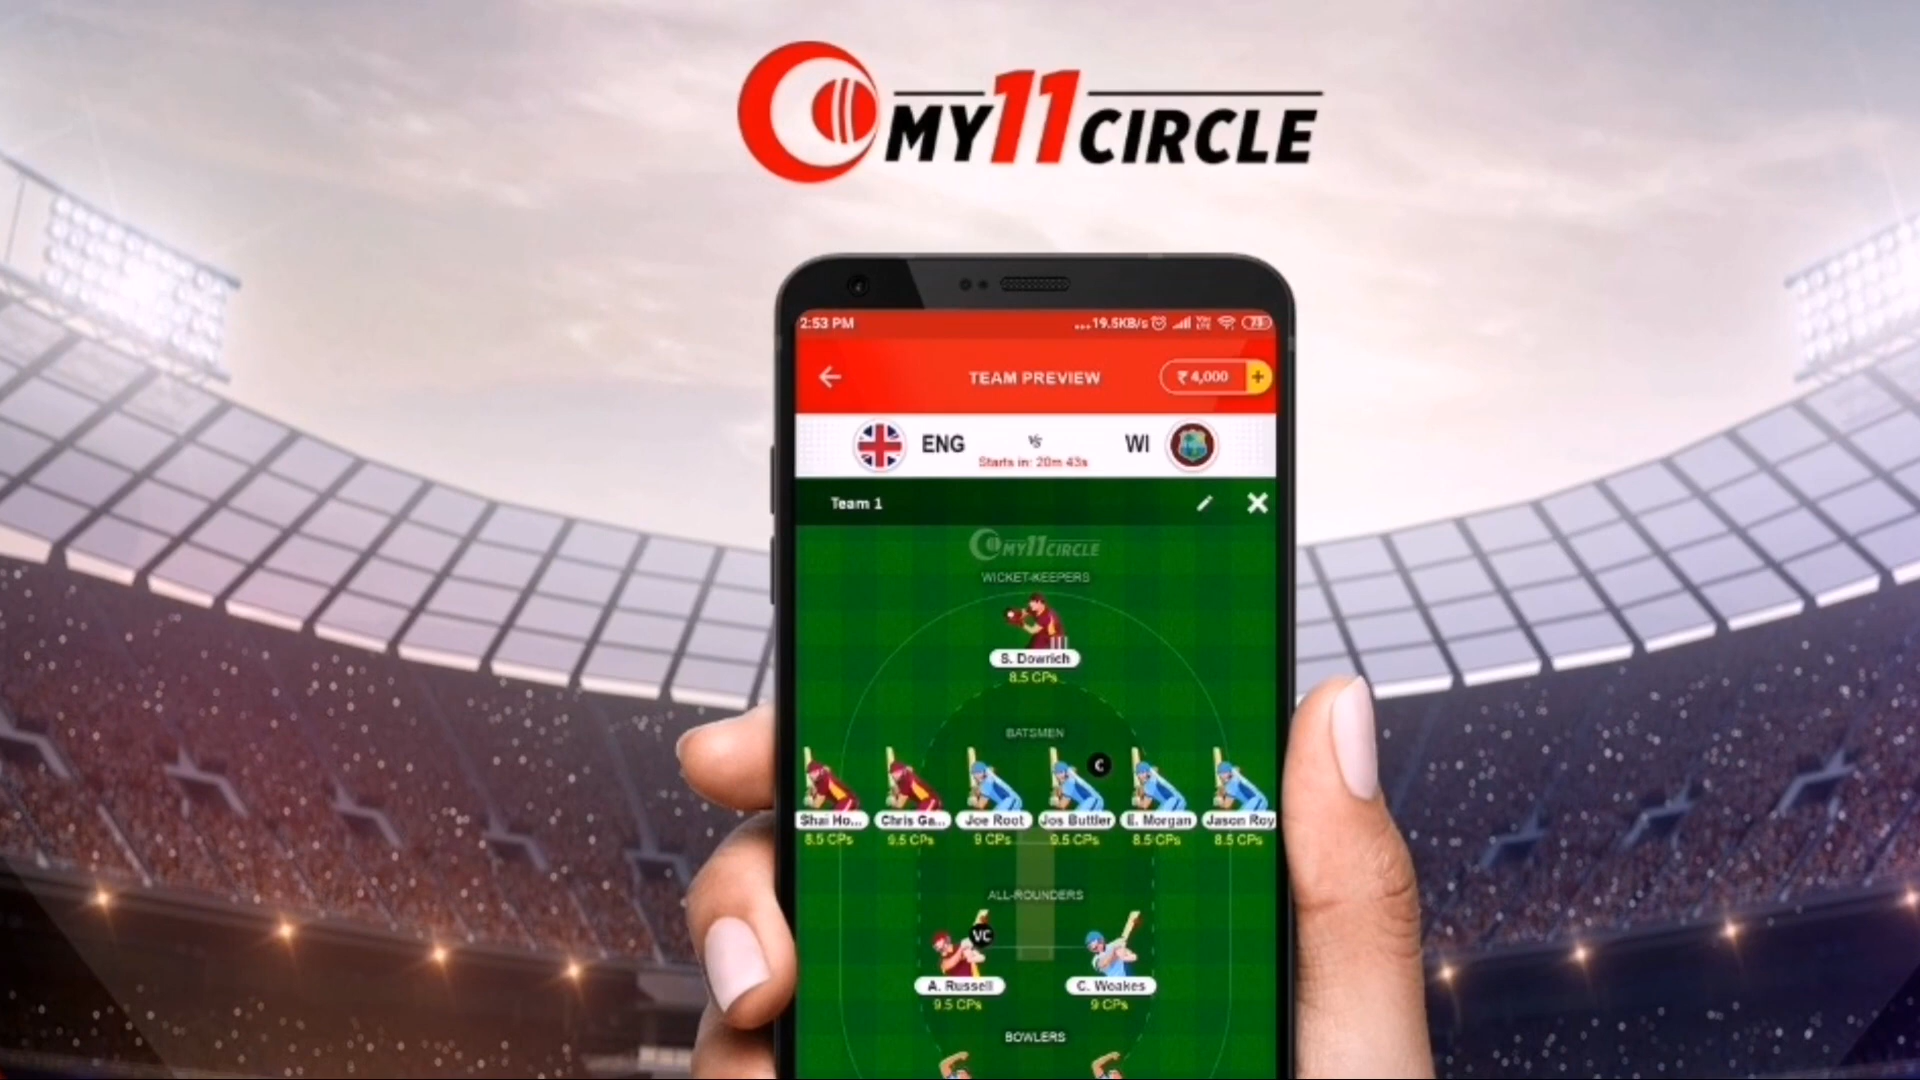 MY11CIRCLE
2:53 PM ...19.5KB/s VoLTE 73
TEAM PREVIEW ₹4,000 +
ENG Vs WI
Starts in: 20m 43s
Team 1
MY11CIRCLE
WICKET-KEEPERS
S. Dowrich
8.5 CPs
BATSMEN
C
Shai Ho... Chris Ga... Joe Root Jos Buttler E. Morgan Jason Roy
8.5 CPs 9.5 CPs 9 CPs 9.5 CPs 8.5 CPs 8.5 CPs
ALL-ROUNDERS
VC
A. Russell C. Woakes
9.5 CPs 9 CPs
BOWLERS